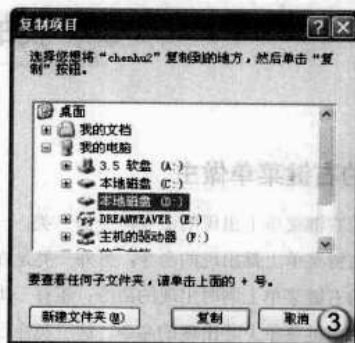 复制项目
选择您想将“chenhu2”复制到的地方，然后单击“复
制”按钮。
桌面
我的文档
我的电脑
3.5 软盘 (A:)
本地磁盘 (C:)
本地磁盘 (D:)
DREAMWEAVER (E:)
主机的驱动器 (F:)
要查看任何子文件夹，请单击上面的 + 号。
新建文件夹(M) 复制 取消 3